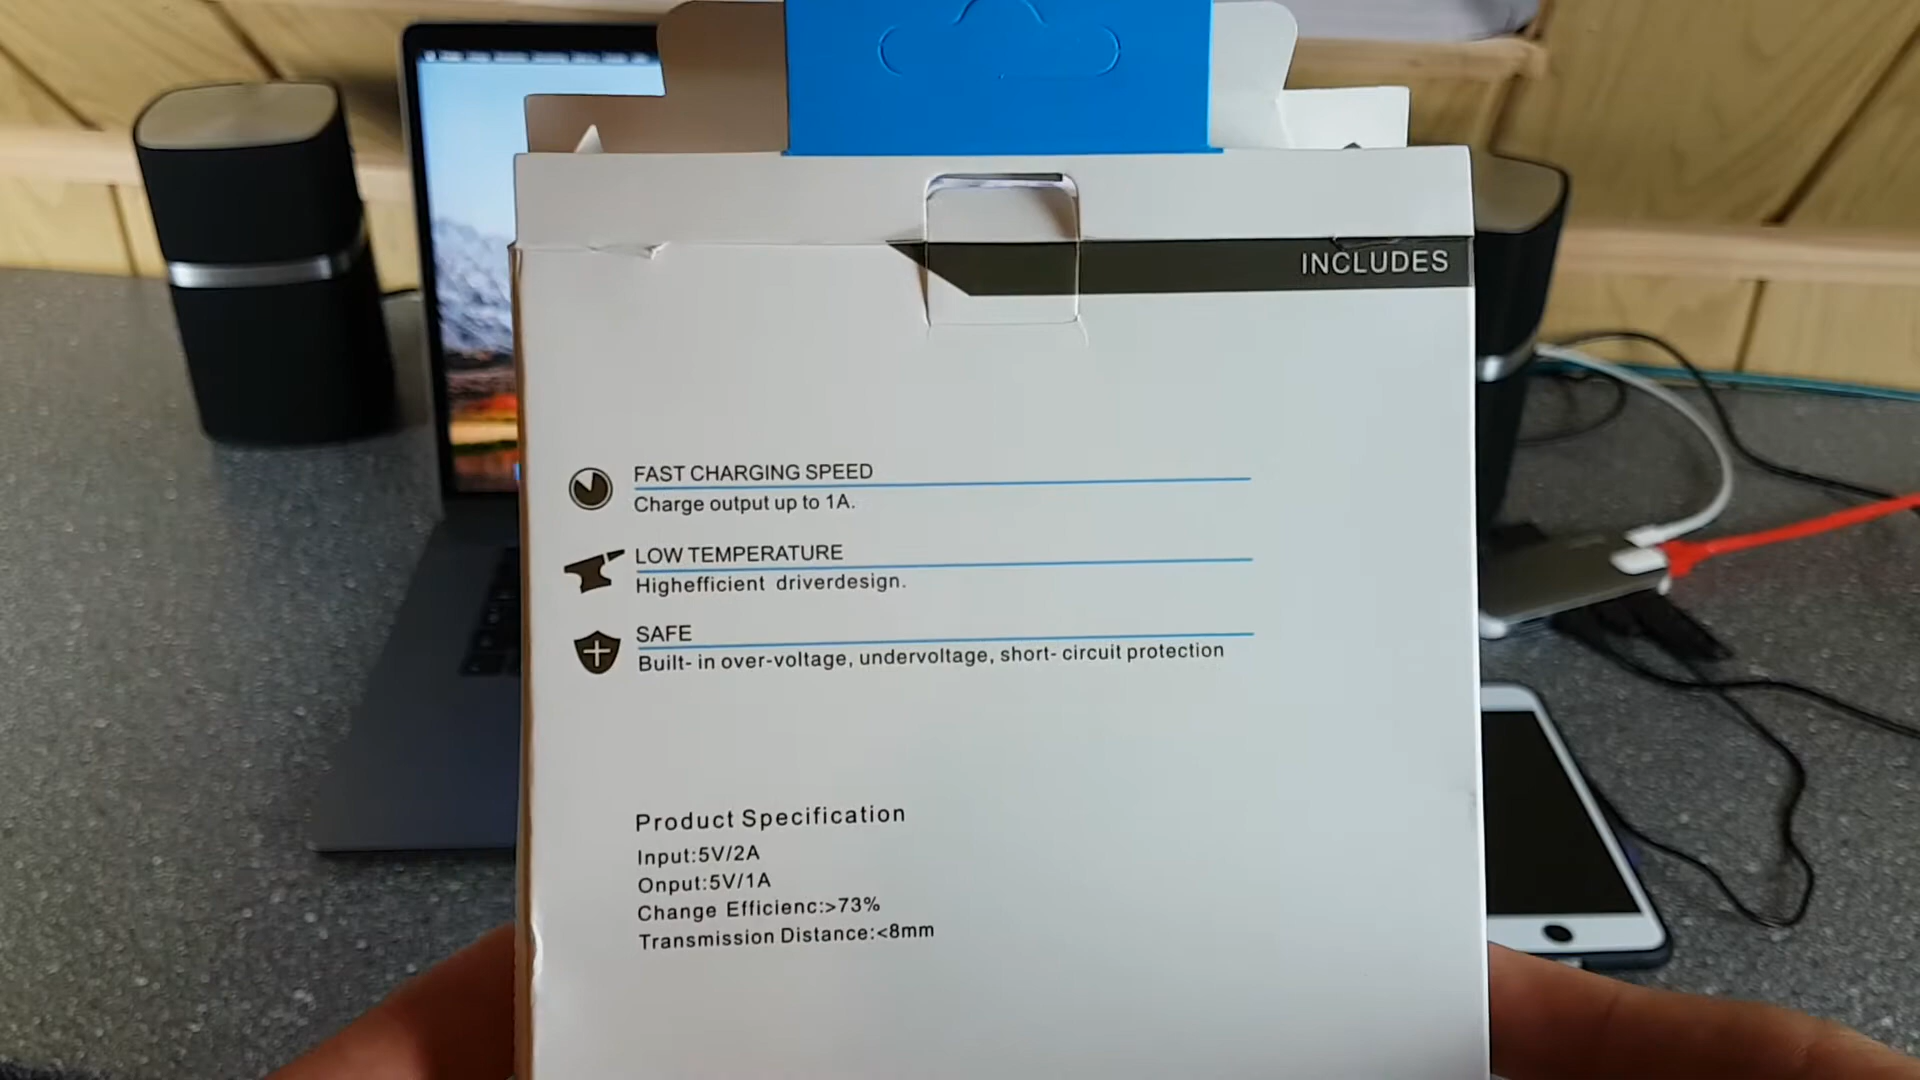 INCLUDES
FAST CHARGING SPEED
Charge output up to 1A.
LOW TEMPERATURE
Highefficient driverdesign.
SAFE
Built- in over-voltage, undervoltage, short- circuit protection
Product Specification
Input:5V/2A
Onput:5V/1A
Change Efficienc:>73%
Transmission Distance:<8mm